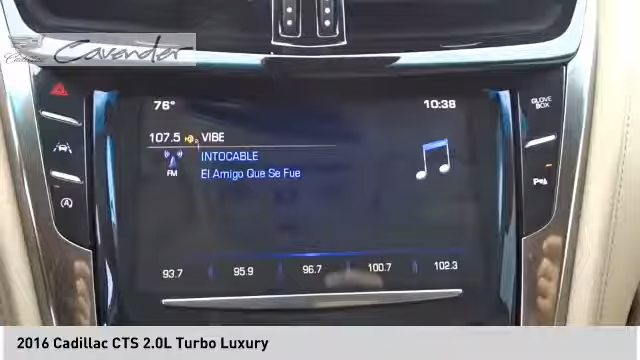 Cavender
Cadillac
76°
10:38
GLOVE
BOX
107.5
VIBE
INTOCABLE
FM
El Amigo Que Se Fue
93.7
95.9
96.7
100.7
102.3
2016 Cadillac CTS 2.0L Turbo Luxury